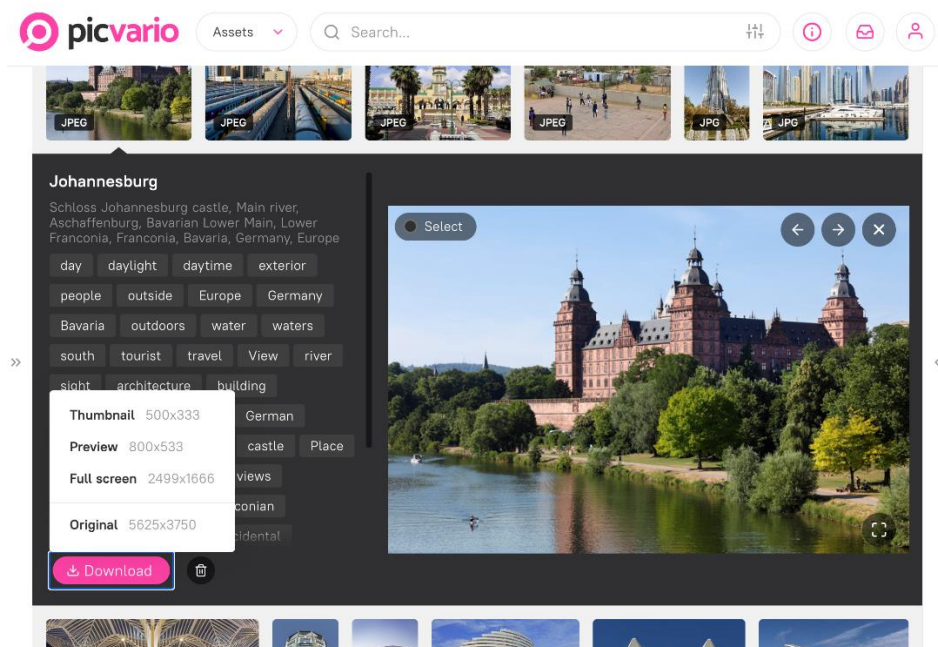 picvario
Assets
Search...
JPEG
JPEG
JPEG
JPEG
JPG
JPG
Johannesburg
Schloss Johannesburg castle, Main river,
Aschaffenburg, Bavarian Lower Main, Lower
Franconia, Franconia, Bavaria, Germany, Europe
day daylight daytime exterior
people outside Europe Germany
Bavaria outdoors water waters
south tourist travel View river
sight architecture building
German
castle Place
views
Thumbnail 500x333
Preview 800x533
Full screen 2499x1666
Original 5625x3750
Download
Select